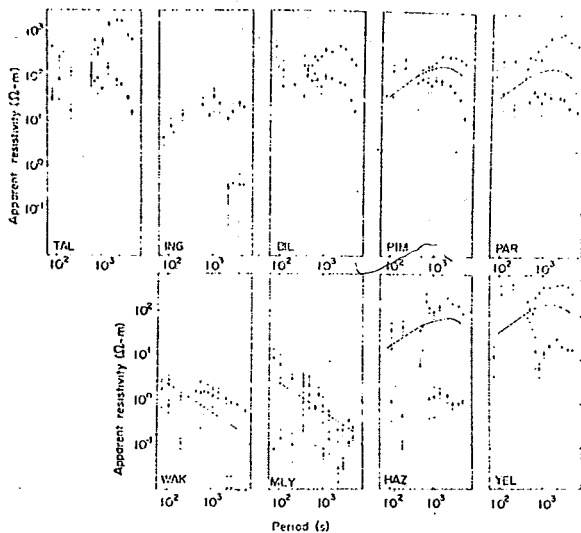 Apparent resistivity (Ω-m)
10³
10²
10¹
10⁰
10⁻¹
TAL
ING
PIM
PAR
10² 10³
10² 10³
10² 10³
10² 10³
10² 10³
Apparent resistivity (Ω-m)
10²
10¹
10⁰
10⁻¹
WAK
MLY
HAZ
YEL
10² 10³
10² 10³
10² 10³
10² 10³
Period (s)